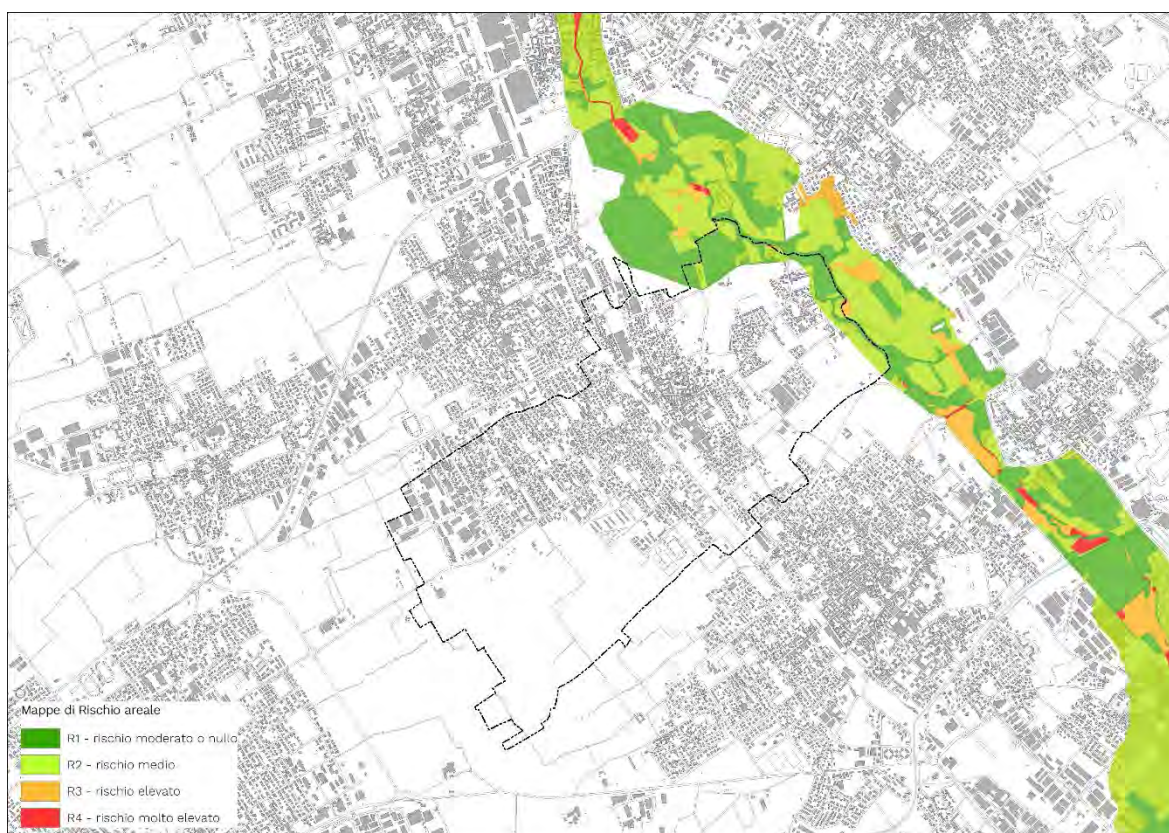 Mappe di Rischio areale
R1 - rischio moderato o nullo
R2 - rischio medio
R3 - rischio elevato
R4 - rischio molto elevato